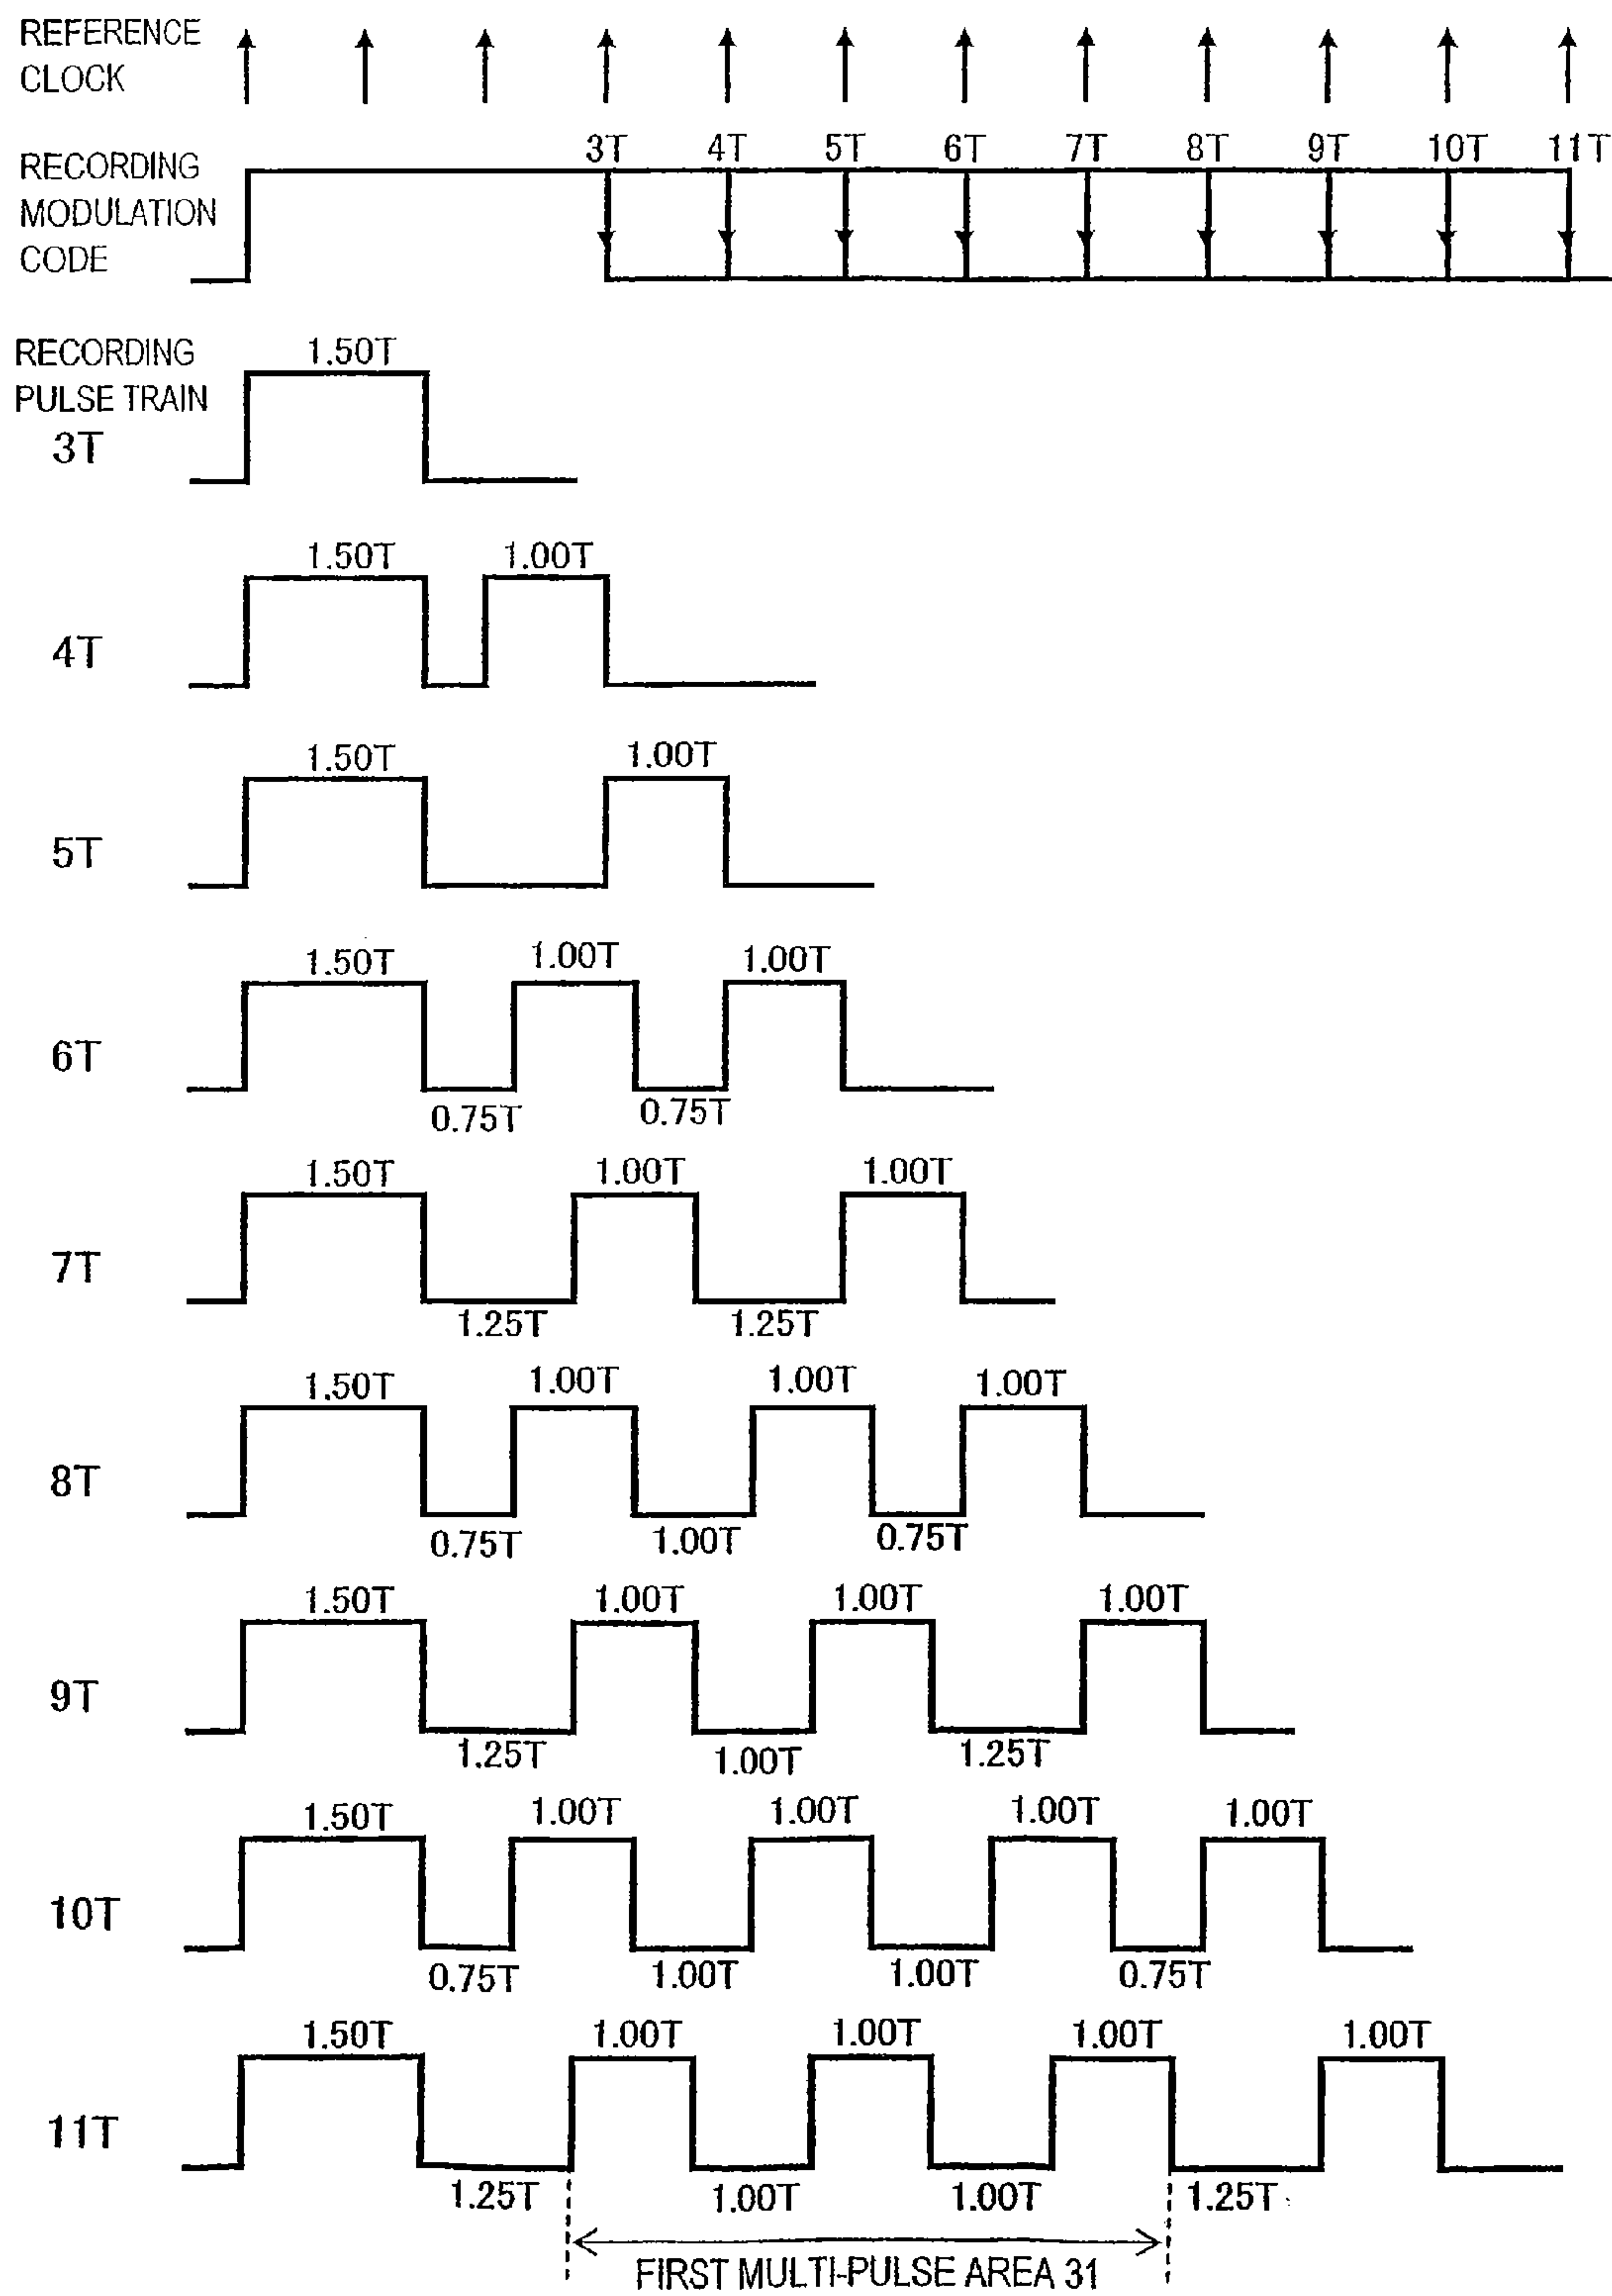 REFERENCE
CLOCK
3T 4T 5T 6T 7T 8T 9T 10T 11T
RECORDING
MODULATION
CODE
RECORDING
PULSE TRAIN
1.50T
3T
1.50T 1.00T
4T
1.50T 1.00T
5T
1.50T 1.00T 1.00T
6T
0.75T 0.75T
1.50T 1.00T 1.00T
7T
1.25T 1.25T
1.50T 1.00T 1.00T 1.00T
8T
0.75T 1.00T 0.75T
1.50T 1.00T 1.00T 1.00T
9T
1.25T 1.00T 1.25T
1.50T 1.00T 1.00T 1.00T 1.00T
10T
0.75T 1.00T 1.00T 0.75T
1.50T 1.00T 1.00T 1.00T 1.00T
11T
1.25T 1.00T 1.00T 1.25T
FIRST MULTI-PULSE AREA 31